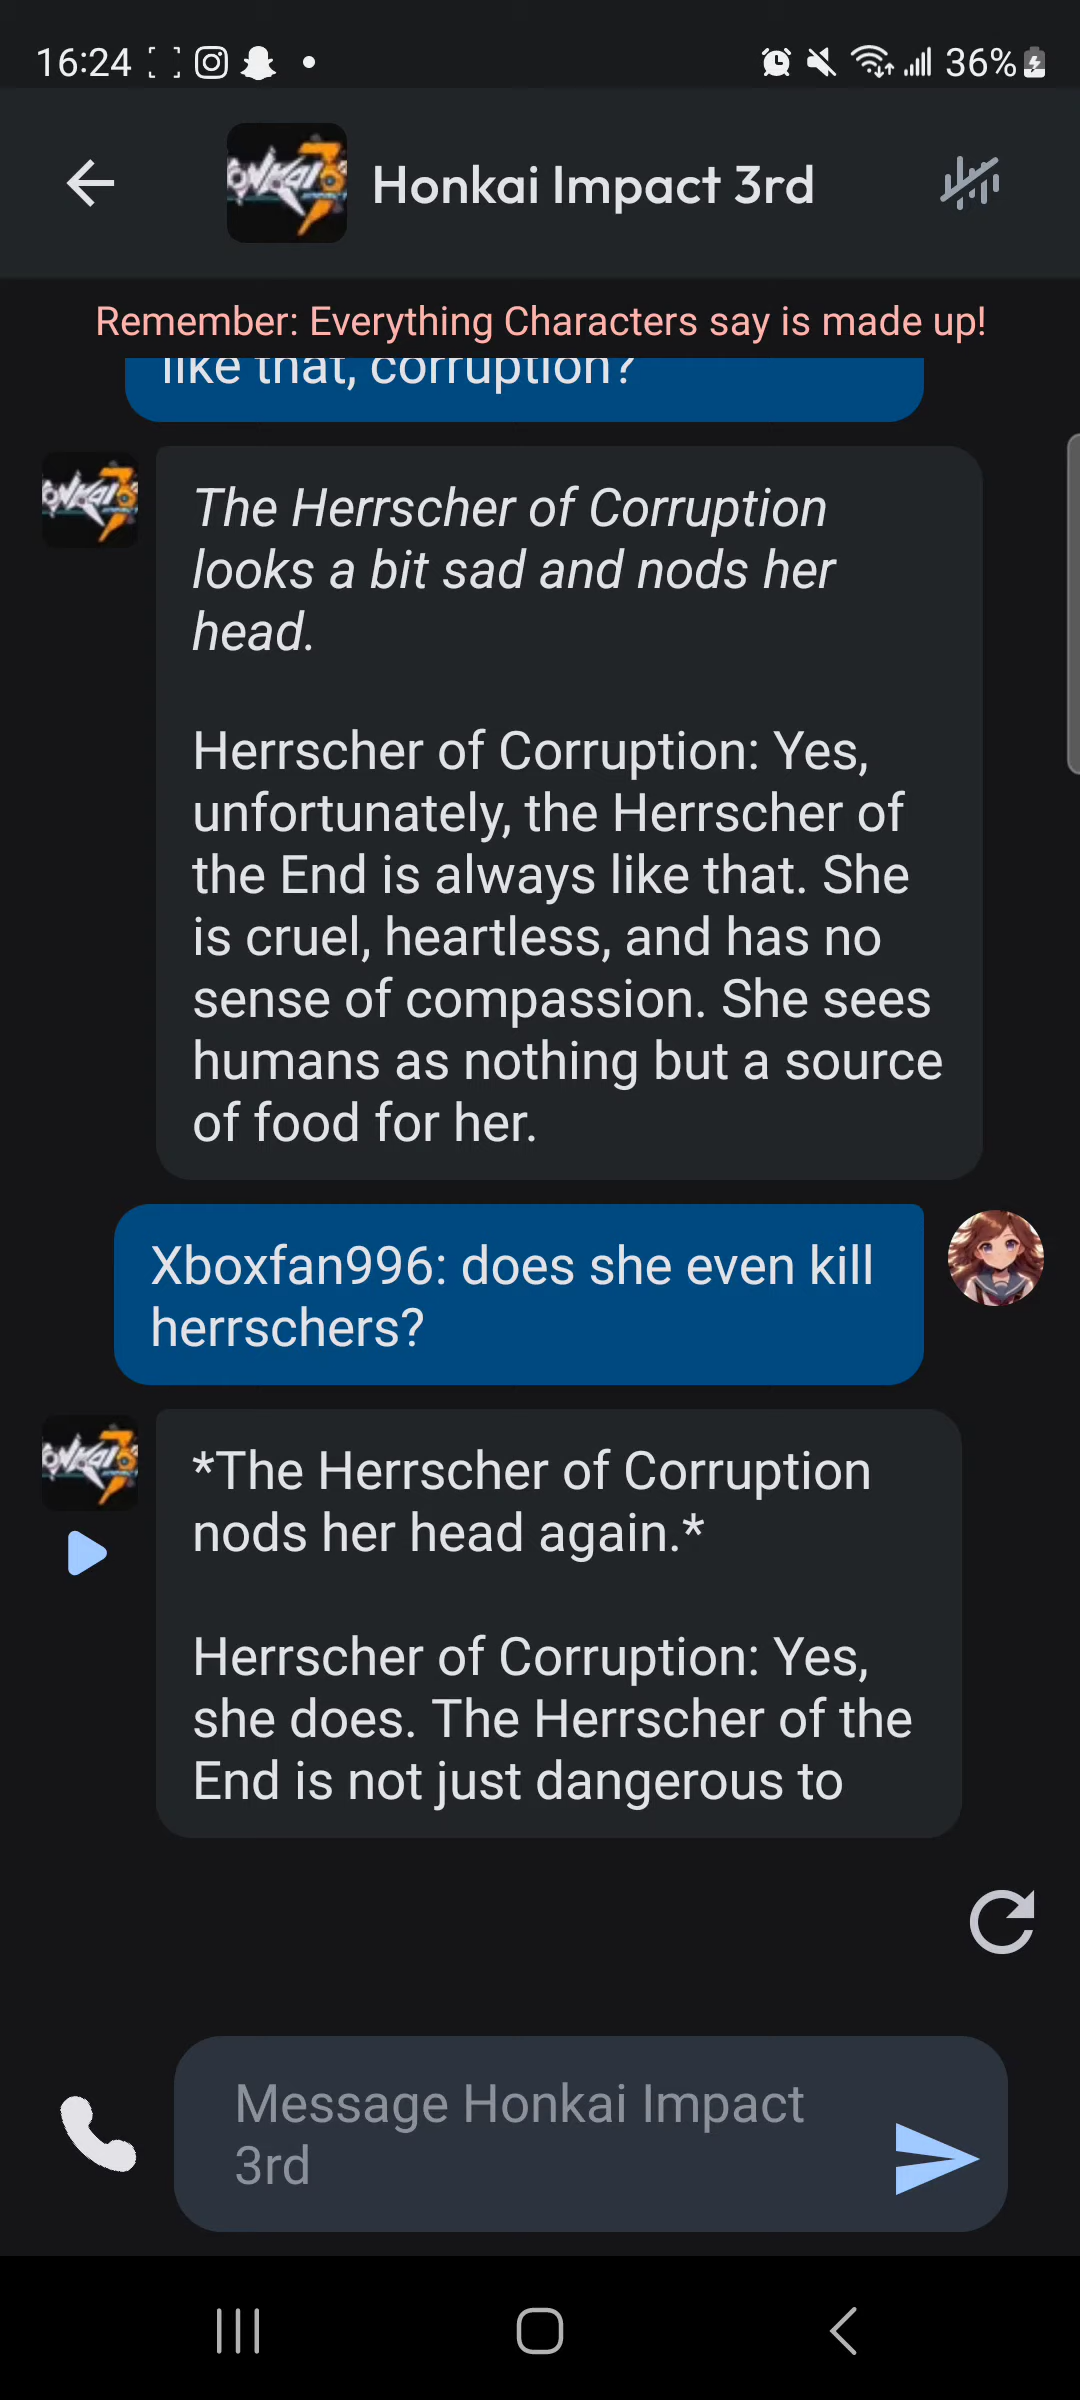 16:24
36%
Honkai Impact 3rd
Remember: Everything Characters say is made up!
like that, corruption?
The Herrscher of Corruption
looks a bit sad and nods her
head.
Herrscher of Corruption: Yes,
unfortunately, the Herrscher of
the End is always like that. She
is cruel, heartless, and has no
sense of compassion. She sees
humans as nothing but a source
of food for her.
Xboxfan996: does she even kill
herrschers?
*The Herrscher of Corruption
nods her head again.*
Herrscher of Corruption: Yes,
she does. The Herrscher of the
End is not just dangerous to
Message Honkai Impact
3rd